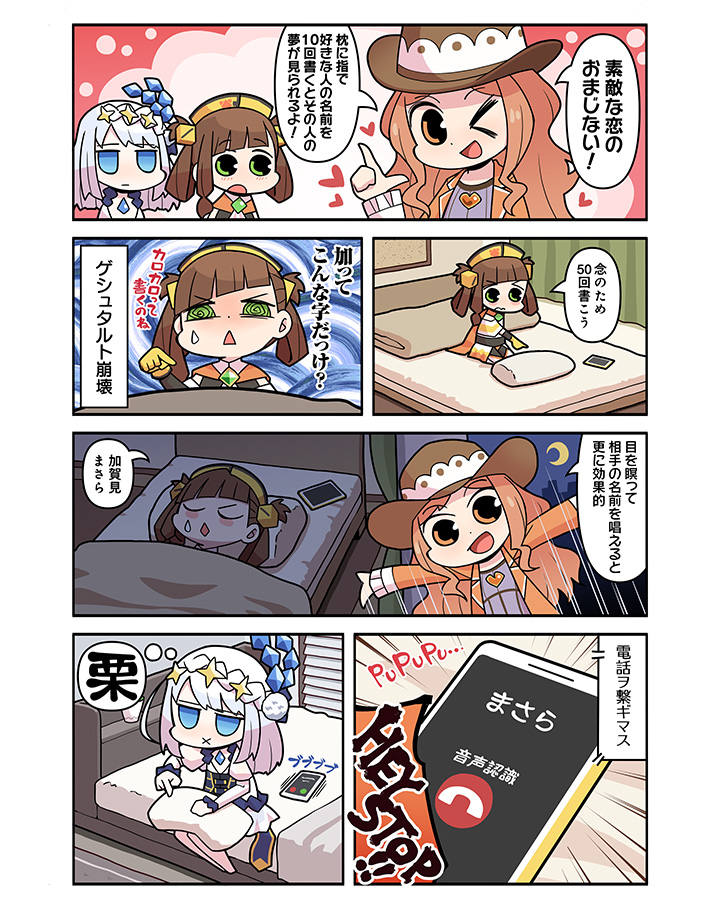 素敵な恋の
おまじない！
枕に指で
好きな人の名前を
10回書くとその人の
夢が見られるよ！
念のため
50回書こう
加って
こんな字だっけ？
カロカロって
書くのね
ゲシュタルト崩壊
目を瞑って
相手の名前を唱えると
更に効果的
加賀見
まさら
電話ヲ繋ギマス
PUPUPU...
まさら
音声認識
HEY STOP!!
ブブブブ
栗